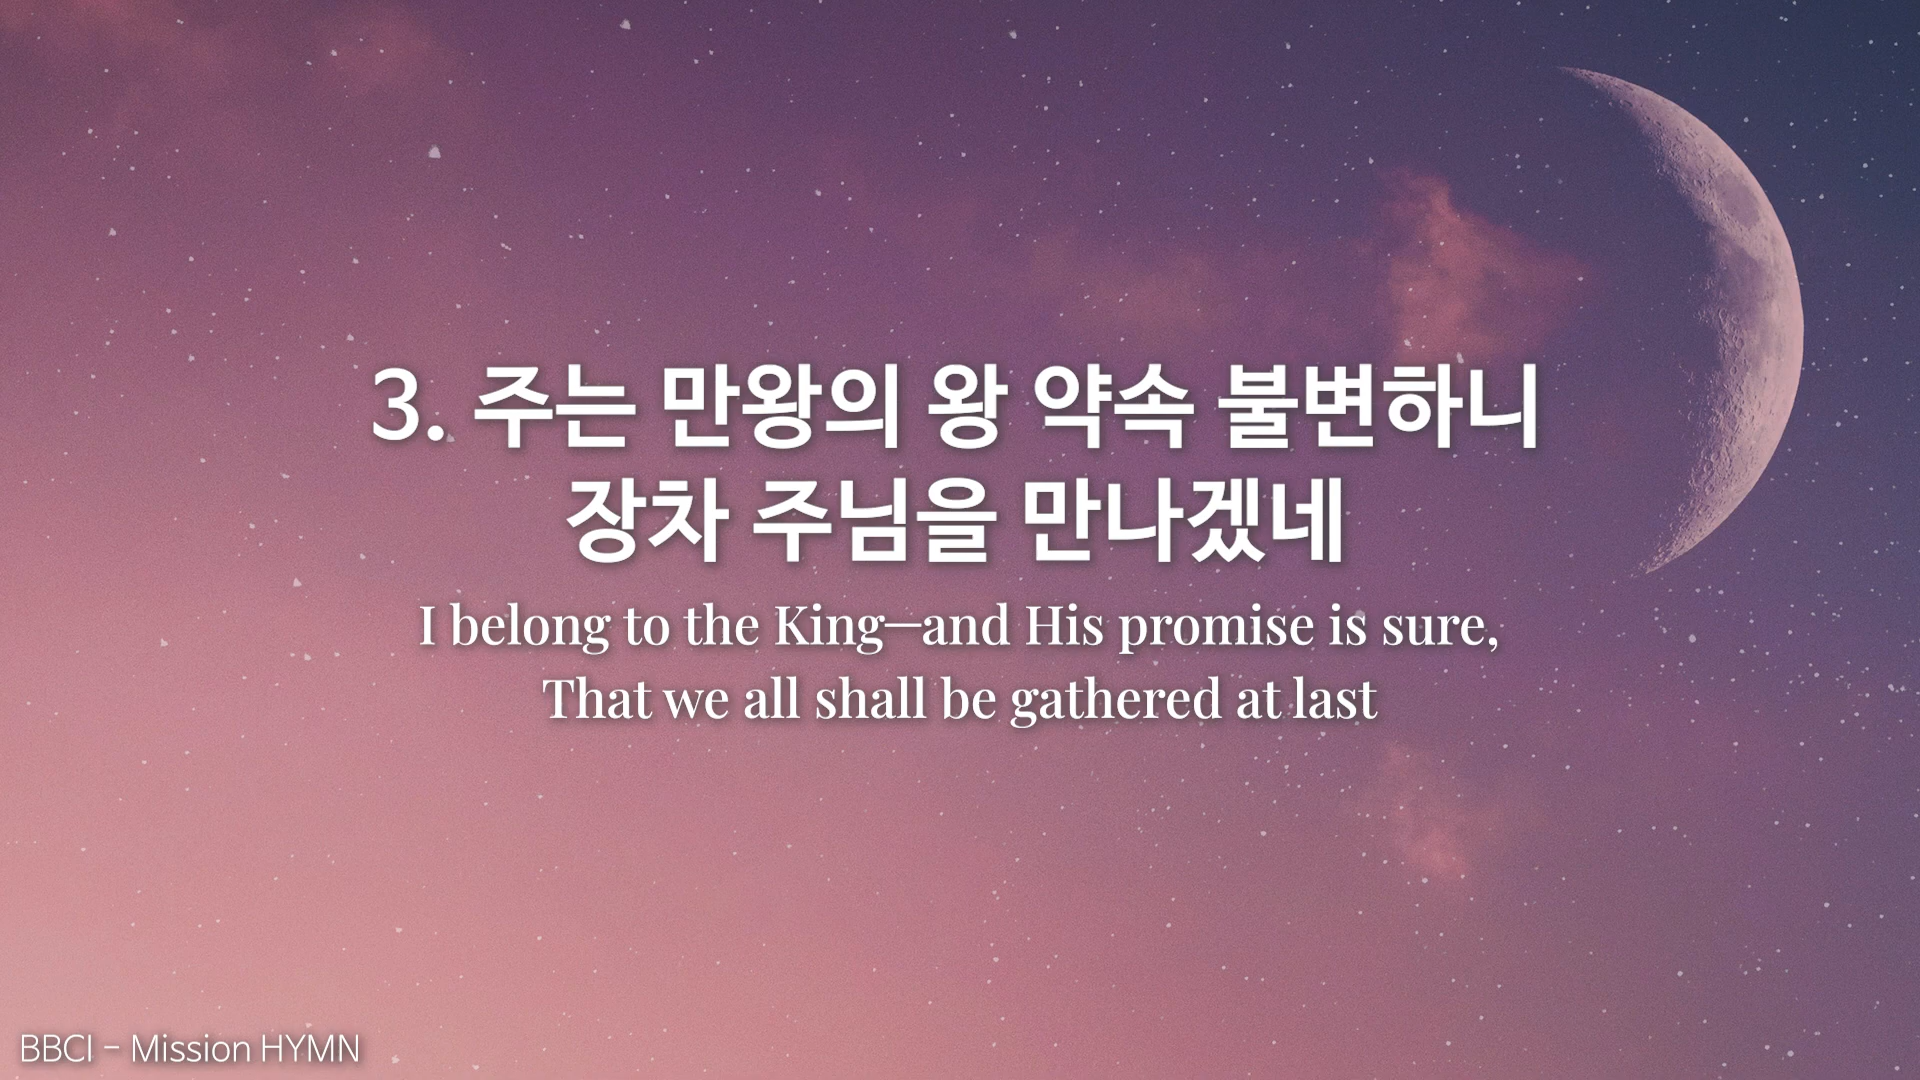 3. 주는 만왕의 왕 약속 불변하니
장차 주님을 만나겠네
I belong to the King—and His promise is sure,
That we all shall be gathered at last
BBCI - Mission HYMN